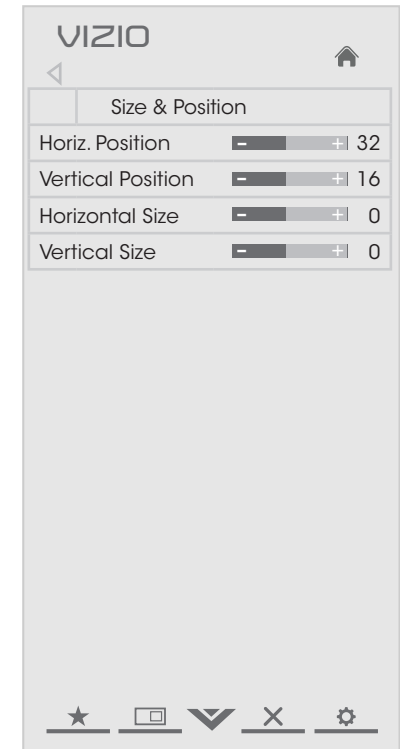 VIZIO
Size & Position
Horiz. Position - + 32
Vertical Position - + 16
Horizontal Size - + 0
Vertical Size - + 0